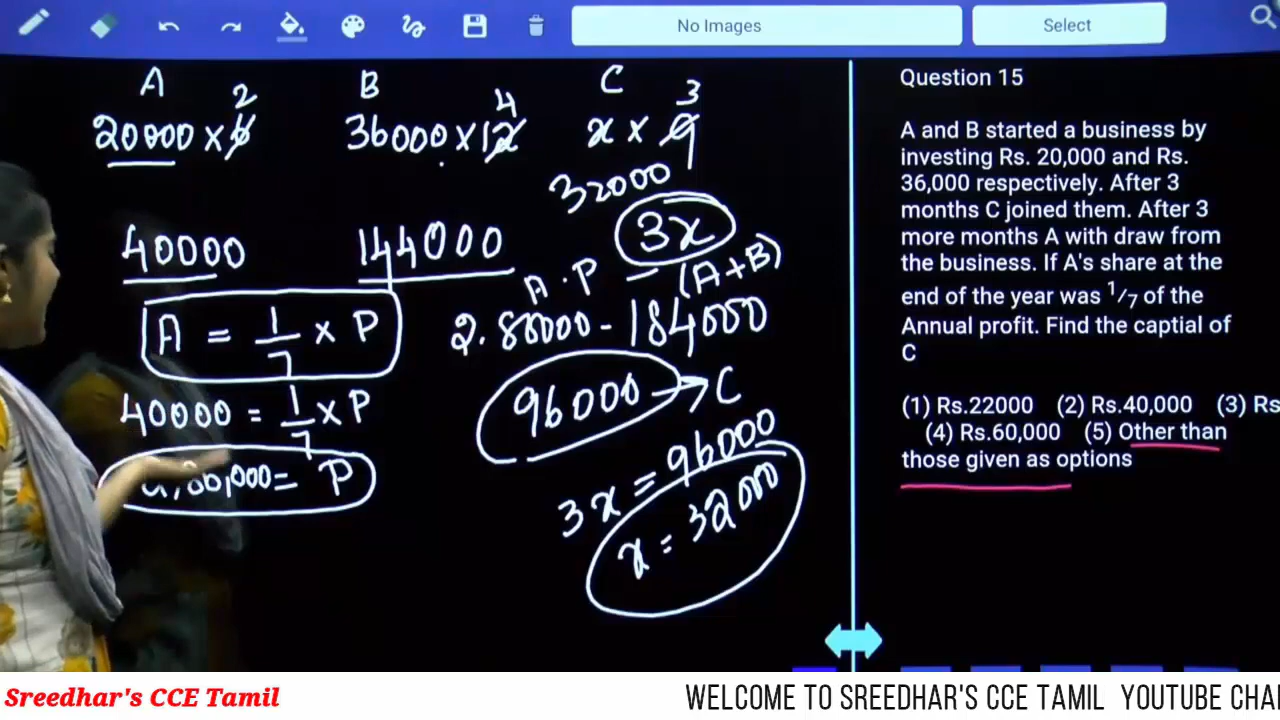 No Images
Select
A B C
2 4 3
20000 × 6 36000 × 12 x × 9
32000
40000 144000 3x
A.P (A+B)
A = 1/7 × P 2.80000 - 184000
40000 = 1/7 × P 96000 → C
,80,000 = P 3x = 96000
x = 32000
Question 15
A and B started a business by
investing Rs. 20,000 and Rs.
36,000 respectively. After 3
months C joined them. After 3
more months A with draw from
the business. If A's share at the
end of the year was 1/7 of the
Annual profit. Find the captial of
C
(1) Rs.22000 (2) Rs.40,000 (3) Rs
(4) Rs.60,000 (5) Other than
those given as options
Sreedhar's CCE Tamil
WELCOME TO SREEDHAR'S CCE TAMIL YOUTUBE CHA